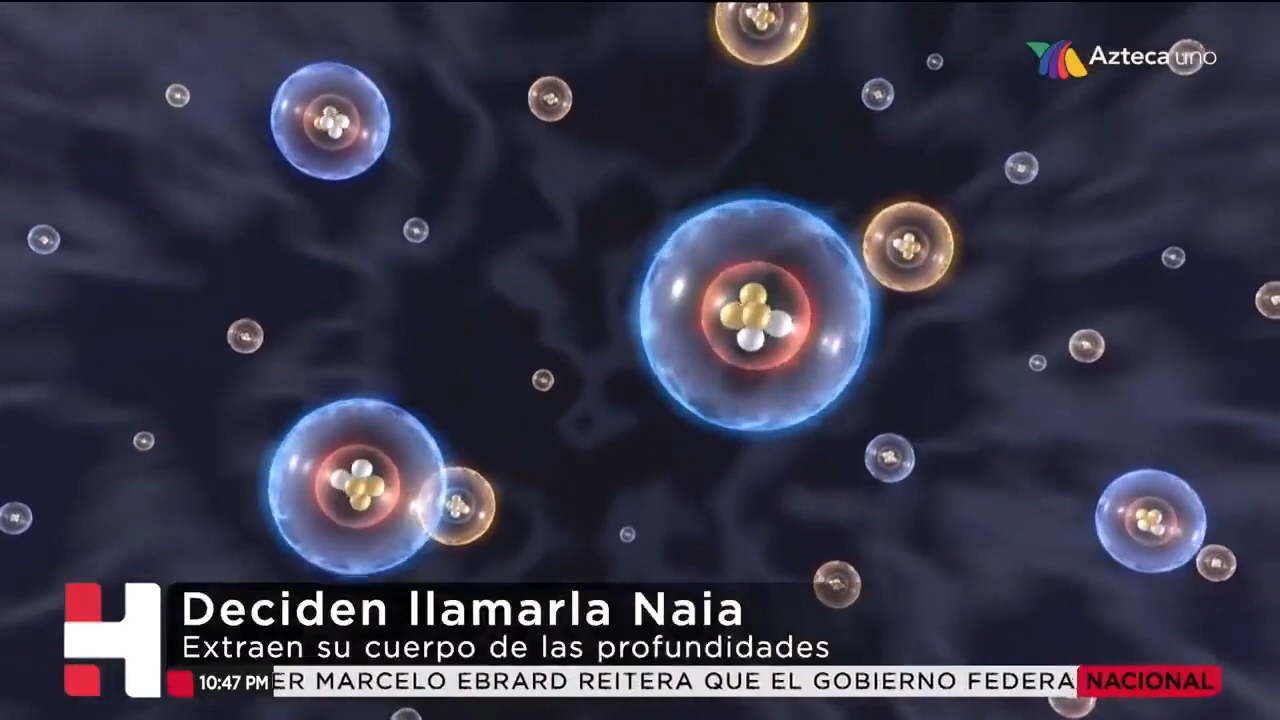 Azteca uno
Deciden llamarla Naia
Extraen su cuerpo de las profundidades
10:47 PM ER MARCELO EBRARD REITERA QUE EL GOBIERNO FEDERA NACIONAL